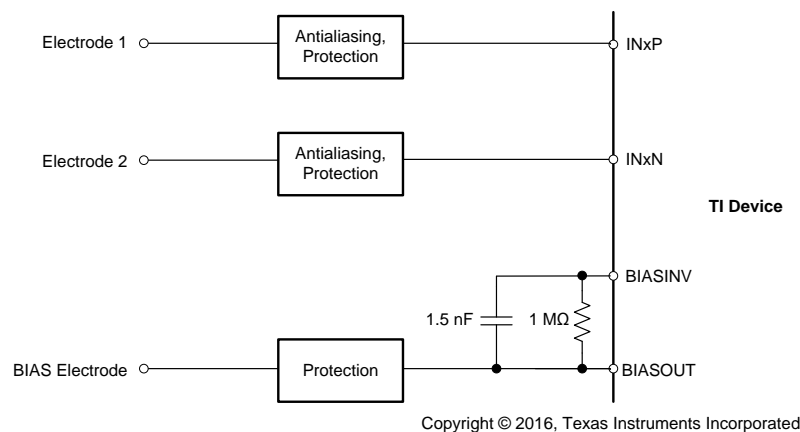 Electrode 1
Antialiasing,
Protection
INxP
Electrode 2
Antialiasing,
Protection
INxN
TI Device
BIASINV
1.5 nF
1 MΩ
BIAS Electrode
Protection
BIASOUT
Copyright © 2016, Texas Instruments Incorporated